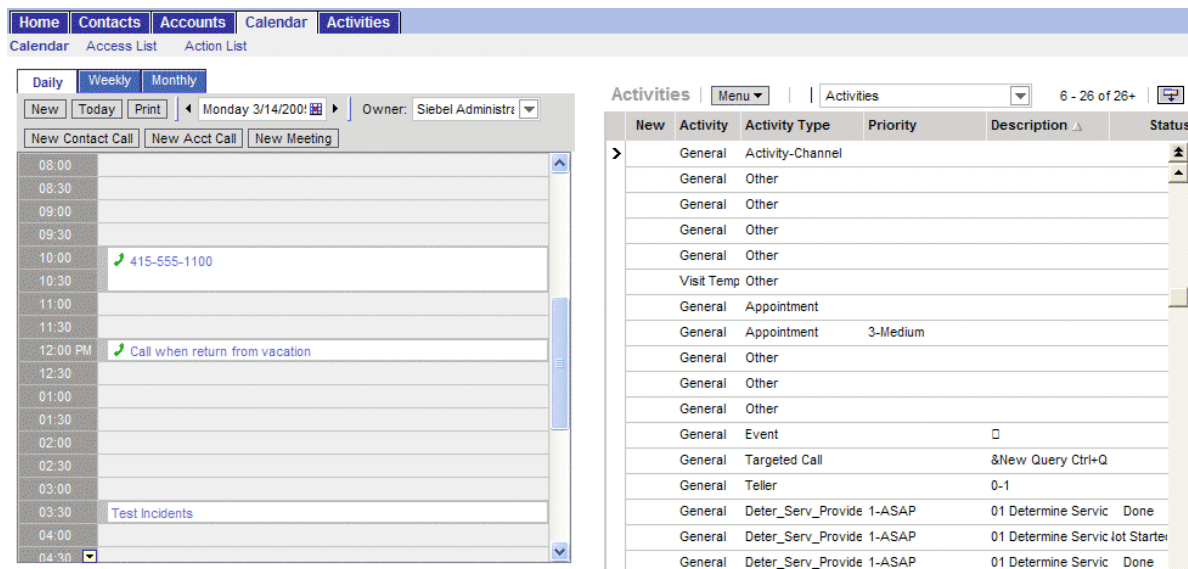 Home Contacts Accounts Calendar Activities
Calendar Access List Action List
Daily Weekly Monthly
New Today Print Monday 3/14/200 Owner: Siebel Administra
New Contact Call New Acct Call New Meeting
08:00
08:30
09:00
09:30
10:00 415-555-1100
10:30
11:00
11:30
12:00 PM Call when return from vacation
12:30
01:00
01:30
02:00
02:30
03:00
03:30 Test Incidents
04:00
04:30
Activities Menu Activities 6 - 26 of 26+
New Activity Activity Type Priority Description Status
General Activity-Channel
General Other
General Other
General Other
General Other
Visit Temp Other
General Appointment
General Appointment 3-Medium
General Other
General Other
General Other
General Event
General Targeted Call &New Query Ctrl+Q
General Teller 0-1
General Deter_Serv_Provide 1-ASAP 01 Determine Servic Done
General Deter_Serv_Provide 1-ASAP 01 Determine Servic lot Starte
General Deter_Serv_Provide 1-ASAP 01 Determine Servic Done